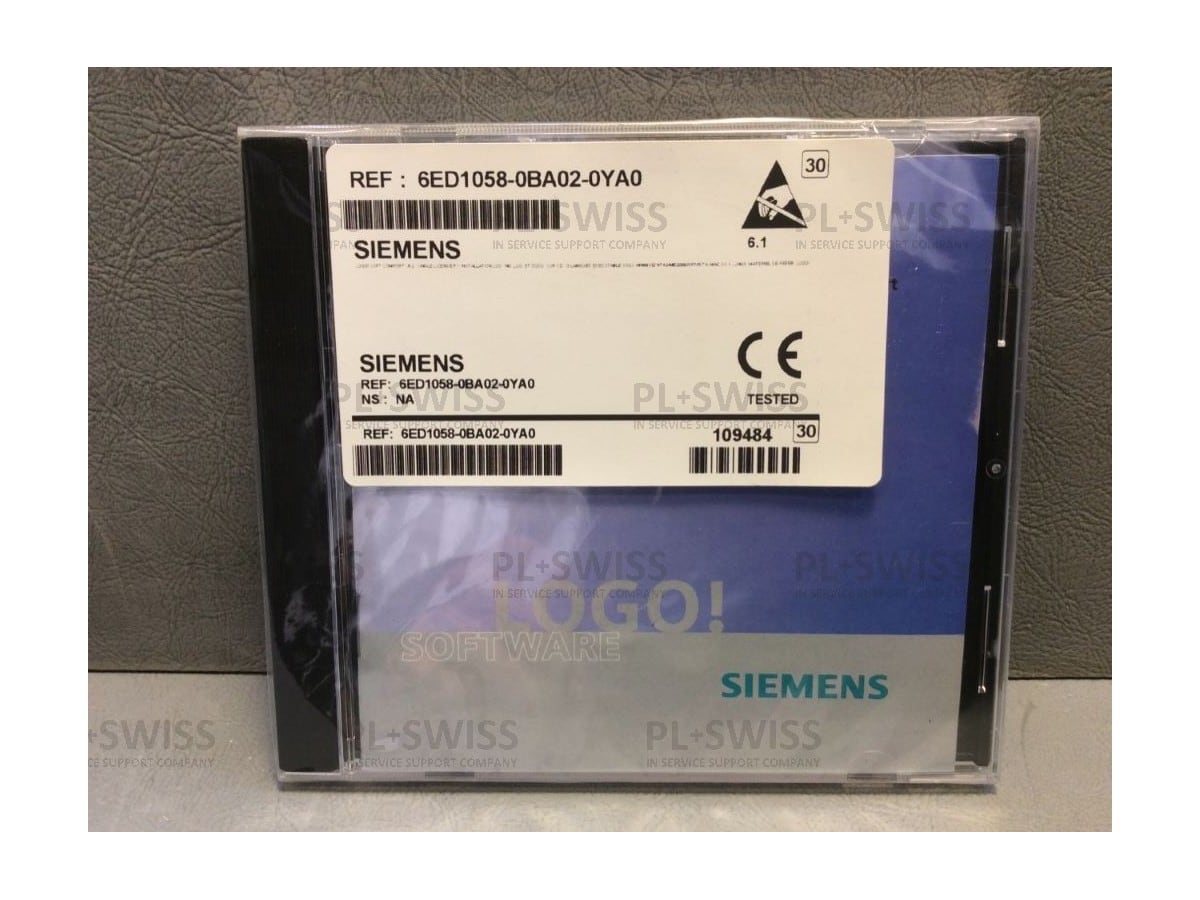 REF : 6ED1058-0BA02-0YA0
30
6.1
SIEMENS
SIEMENS
REF: 6ED1058-0BA02-0YA0
NS : NA
CE
TESTED
REF: 6ED1058-0BA02-0YA0
109484
30
LOGO!
SOFTWARE
SIEMENS
PL+SWISS
IN SERVICE SUPPORT COMPANY
PL+SWISS
IN SERVICE SUPPORT COMPANY
PL+SWISS
IN SERVICE SUPPORT COMPANY
PL+SWISS
IN SERVICE SUPPORT COMPANY
PL+SWISS
IN SERVICE SUPPORT COMPANY
PL+SWISS
IN SERVICE SUPPORT COMPANY
PL+SWISS
IN SERVICE SUPPORT COMPANY
PL+SWISS
IN SERVICE SUPPORT COMPANY